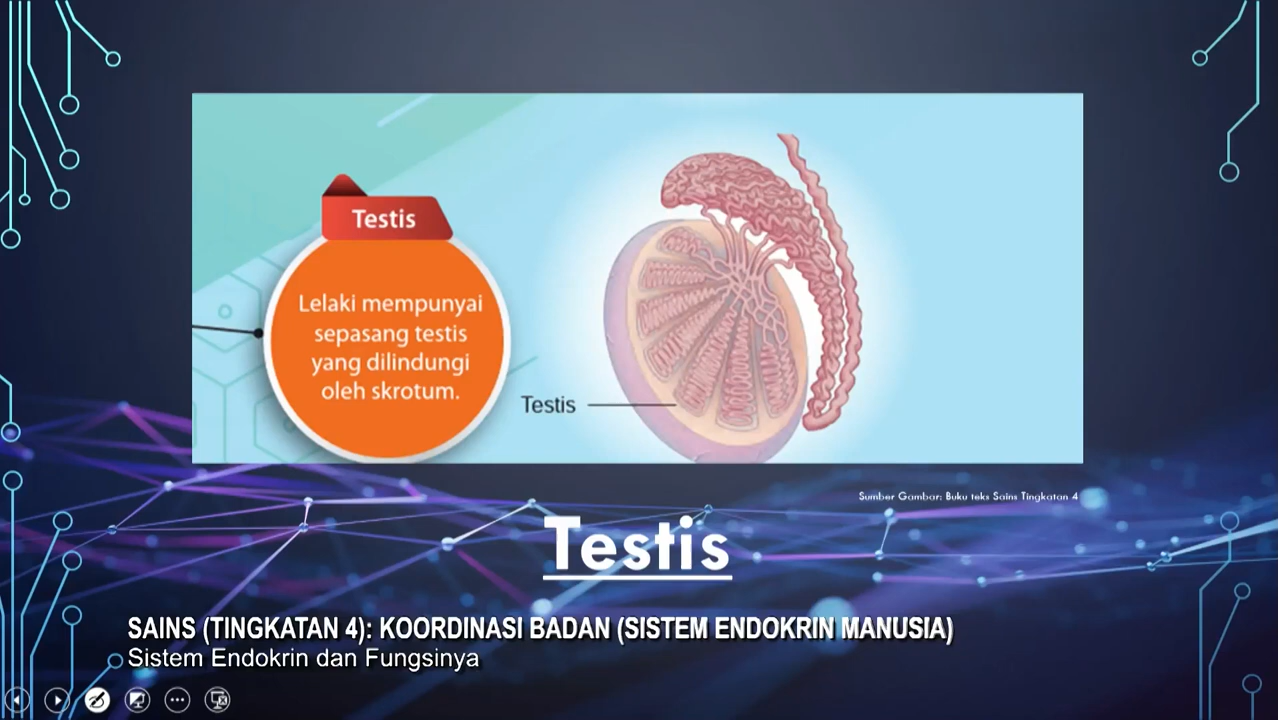 Testis
Lelaki mempunyai
sepasang testis
yang dilindungi
oleh skrotum.
Testis
Sumber Gambar: Buku teks Sains Tingkatan 4
Testis
SAINS (TINGKATAN 4): KOORDINASI BADAN (SISTEM ENDOKRIN MANUSIA)
Sistem Endokrin dan Fungsinya